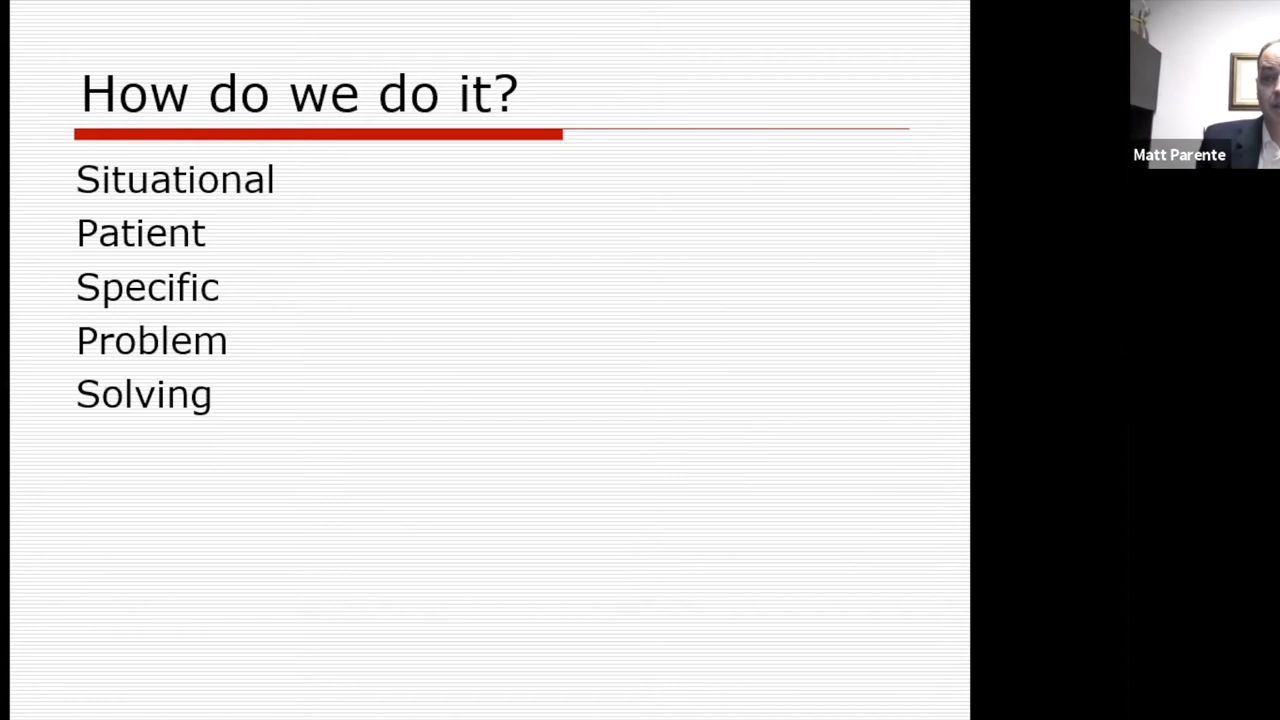 How do we do it?
Situational
Patient
Specific
Problem
Solving
Matt Parente